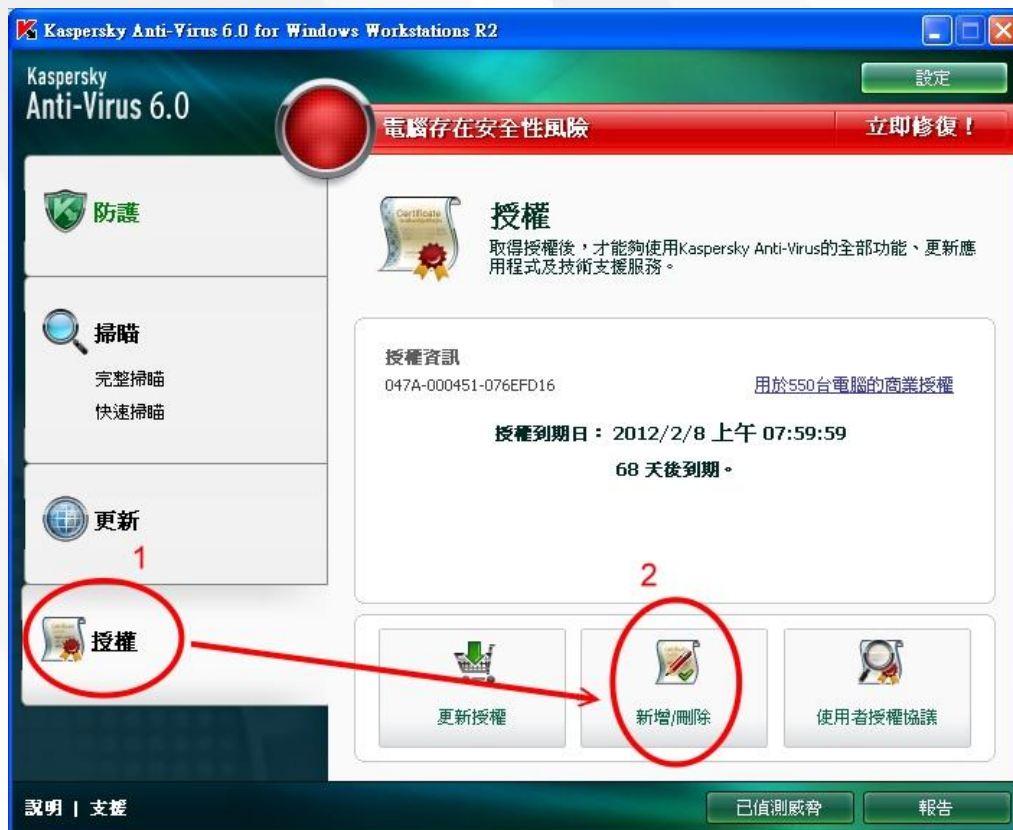 Kaspersky Anti-Virus 6.0 for Windows Workstations R2
Kaspersky
Anti-Virus 6.0
設定
電腦存在安全性風險
立即修復！
防護
Certificate
授權
取得授權後，才能夠使用Kaspersky Anti-Virus的全部功能、更新應
用程式及技術支援服務。
掃瞄
完整掃瞄
快速掃瞄
授權資訊
047A-000451-076EFD16
用於550台電腦的商業授權
授權到期日： 2012/2/8 上午 07:59:59
68 天後到期。
更新
1
授權
2
更新授權
新增/刪除
使用者授權協議
說明 | 支援
已偵測威脅
報告